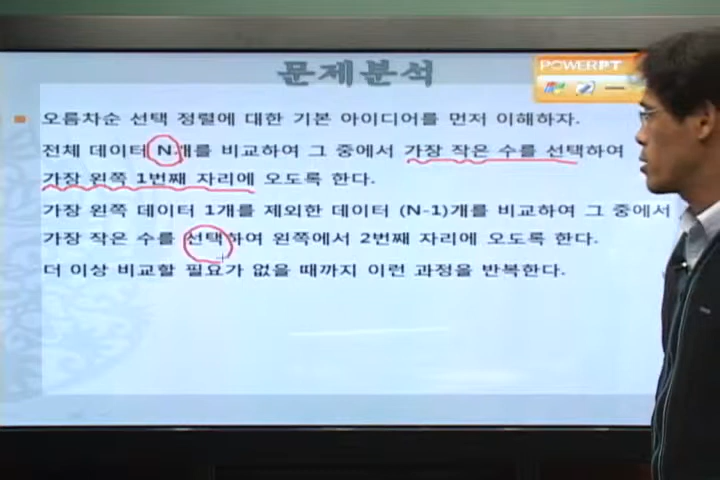 문제분석
POWERPT
오름차순 선택 정렬에 대한 기본 아이디어를 먼저 이해하자.
전체 데이터 N개를 비교하여 그 중에서 가장 작은 수를 선택하여
가장 왼쪽 1번째 자리에 오도록 한다.
가장 왼쪽 데이터 1개를 제외한 데이터 (N-1)개를 비교하여 그 중에서
가장 작은 수를 선택하여 왼쪽에서 2번째 자리에 오도록 한다.
더 이상 비교할 필요가 없을 때까지 이런 과정을 반복한다.